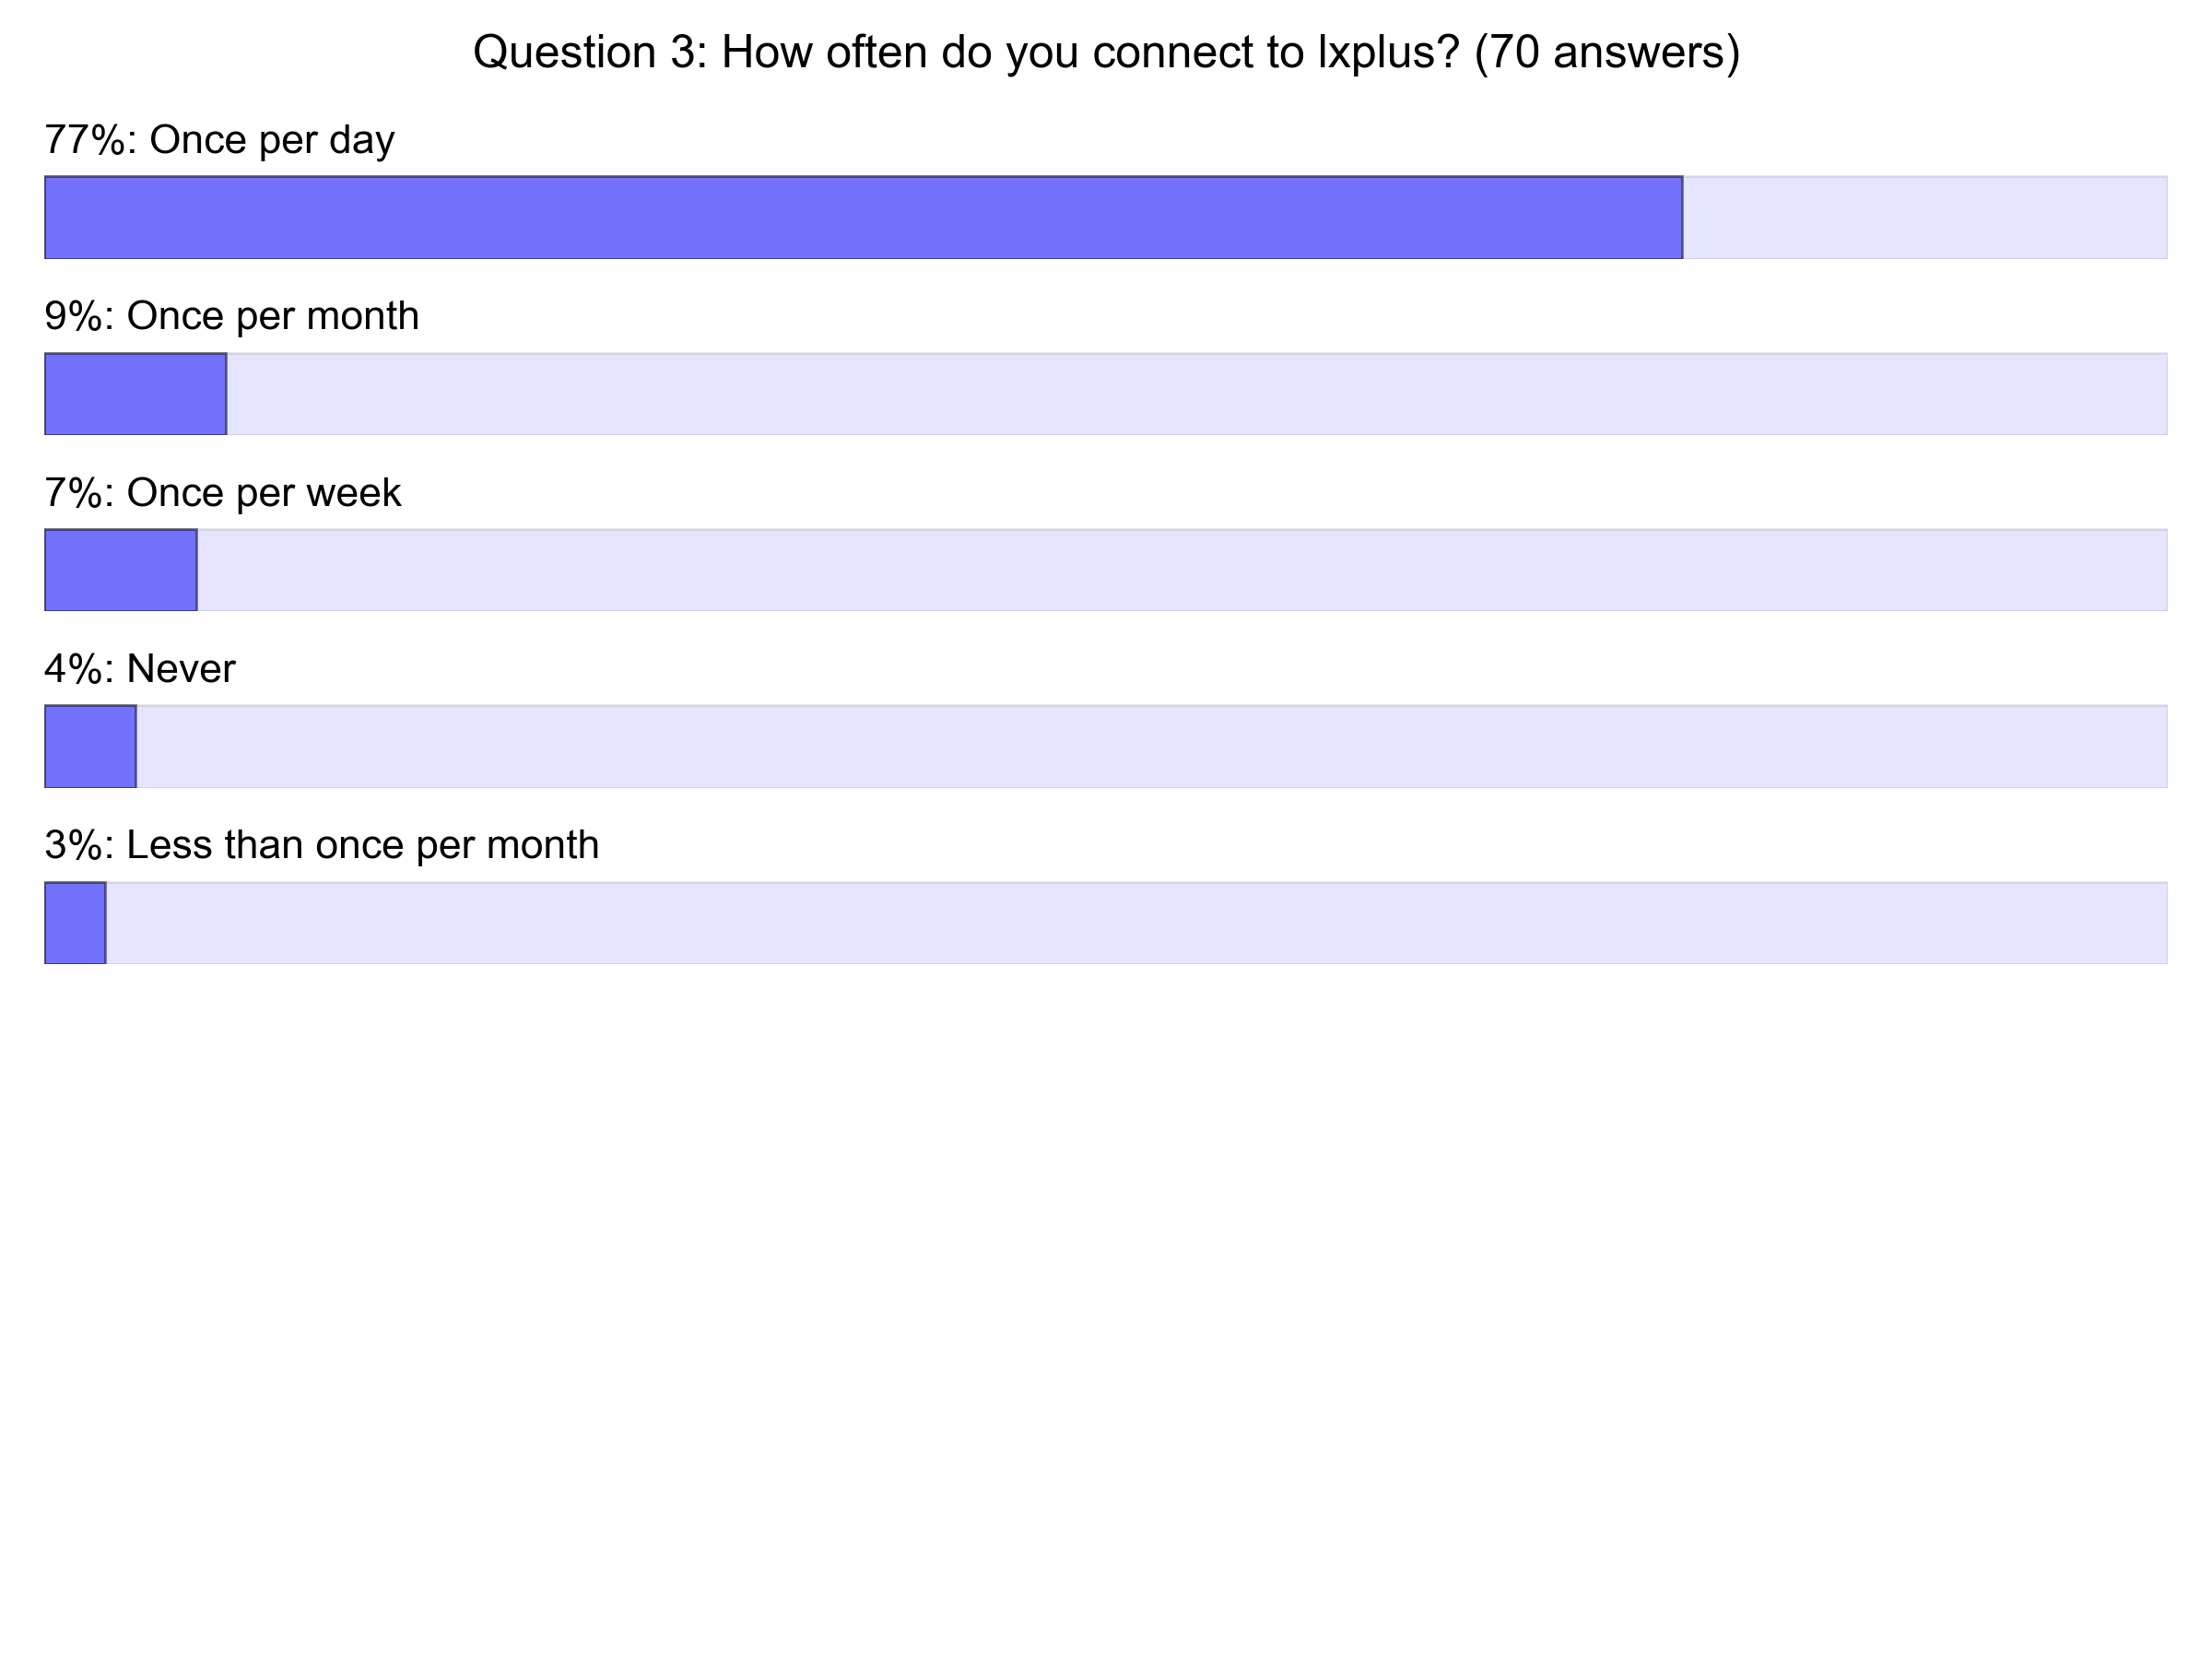 Question 3: How often do you connect to lxplus? (70 answers)
77%: Once per day
9%: Once per month
7%: Once per week
4%: Never
3%: Less than once per month